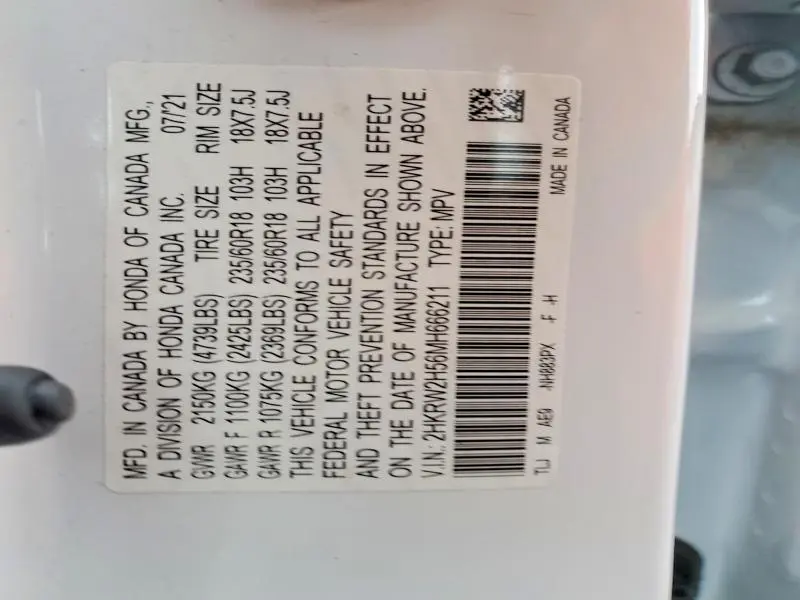 MFD. IN CANADA BY HONDA OF CANADA MFG.,
A DIVISION OF HONDA CANADA INC. 07/21
GVWR 2150KG (4739LBS) TIRE SIZE RIM SIZE
GAWR F 1100KG (2425LBS) 235/60R18 103H 18X7.5J
GAWR R 1075KG (2369LBS) 235/60R18 103H 18X7.5J
THIS VEHICLE CONFORMS TO ALL APPLICABLE
FEDERAL MOTOR VEHICLE SAFETY
AND THEFT PREVENTION STANDARDS IN EFFECT
ON THE DATE OF MANUFACTURE SHOWN ABOVE.
V.I.N.: 2HKRW2H56MH666211 TYPE: MPV
M NH883PX -F -H
MADE IN CANADA